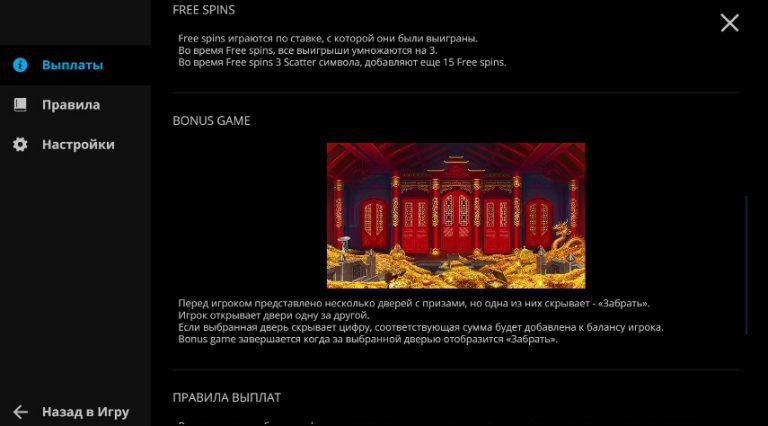 FREE SPINS
Free spins играются по ставке, с которой они были выиграны.
Во время Free spins, все выигрыши умножаются на 3.
Во время Free spins 3 Scatter символа, добавляют еще 15 Free spins.
Выплаты
Правила
Настройки
BONUS GAME
Перед игроком представлено несколько дверей с призами, но одна из них скрывает - «Забрать».
Игрок открывает двери одну за другой.
Если выбранная дверь скрывает цифру, соответствующая сумма будет добавлена к балансу игрока.
Bonus game завершается когда за выбранной дверью отобразится «Забрать».
ПРАВИЛА ВЫПЛАТ
Назад в Игру